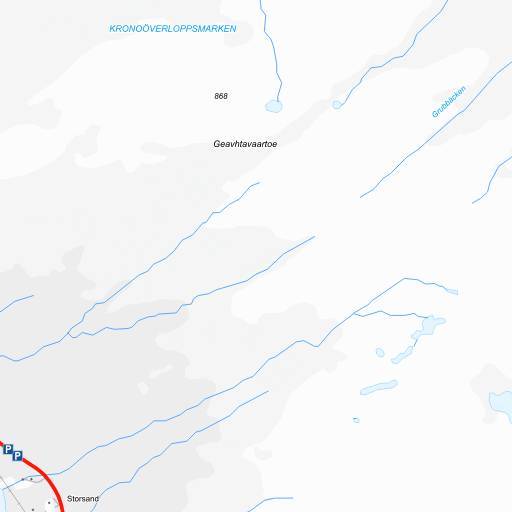 KRONOÖVERLOPPSMARKEN
868
Grubbäcken
Geavhtavaartoe
P
P
Storsand